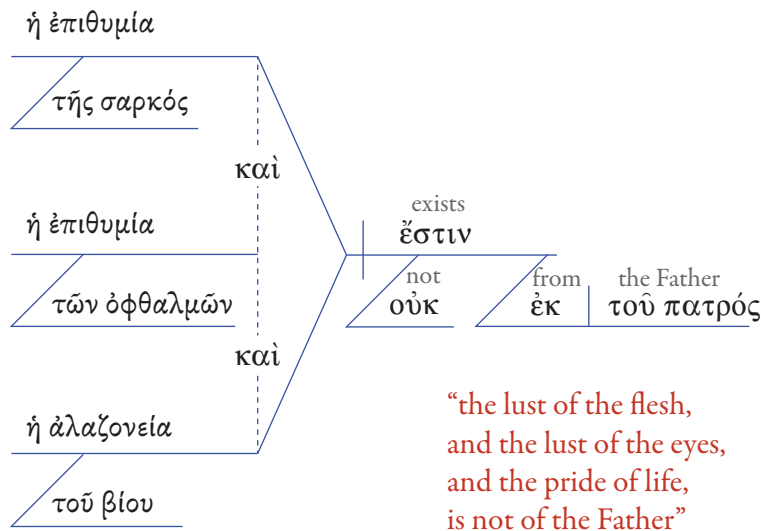 ἡ ἐπιθυμία
τῆς σαρκός
καὶ
ἡ ἐπιθυμία
τῶν ὀφθαλμῶν
καὶ
ἡ ἀλαζονεία
τοῦ βίου
exists
ἔστιν
not
οὐκ
from
ἐκ
the Father
τοῦ πατρός
“the lust of the flesh,
and the lust of the eyes,
and the pride of life,
is not of the Father”